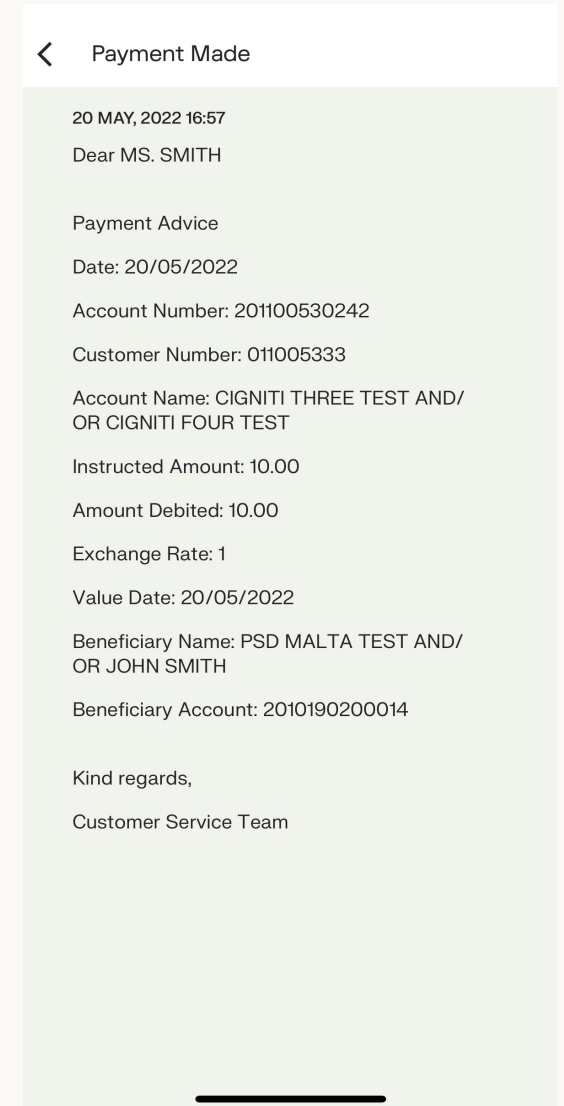 Payment Made
20 MAY, 2022 16:57
Dear MS. SMITH
Payment Advice
Date: 20/05/2022
Account Number: 201100530242
Customer Number: 011005333
Account Name: CIGNITI THREE TEST AND/
OR CIGNITI FOUR TEST
Instructed Amount: 10.00
Amount Debited: 10.00
Exchange Rate: 1
Value Date: 20/05/2022
Beneficiary Name: PSD MALTA TEST AND/
OR JOHN SMITH
Beneficiary Account: 2010190200014
Kind regards,
Customer Service Team